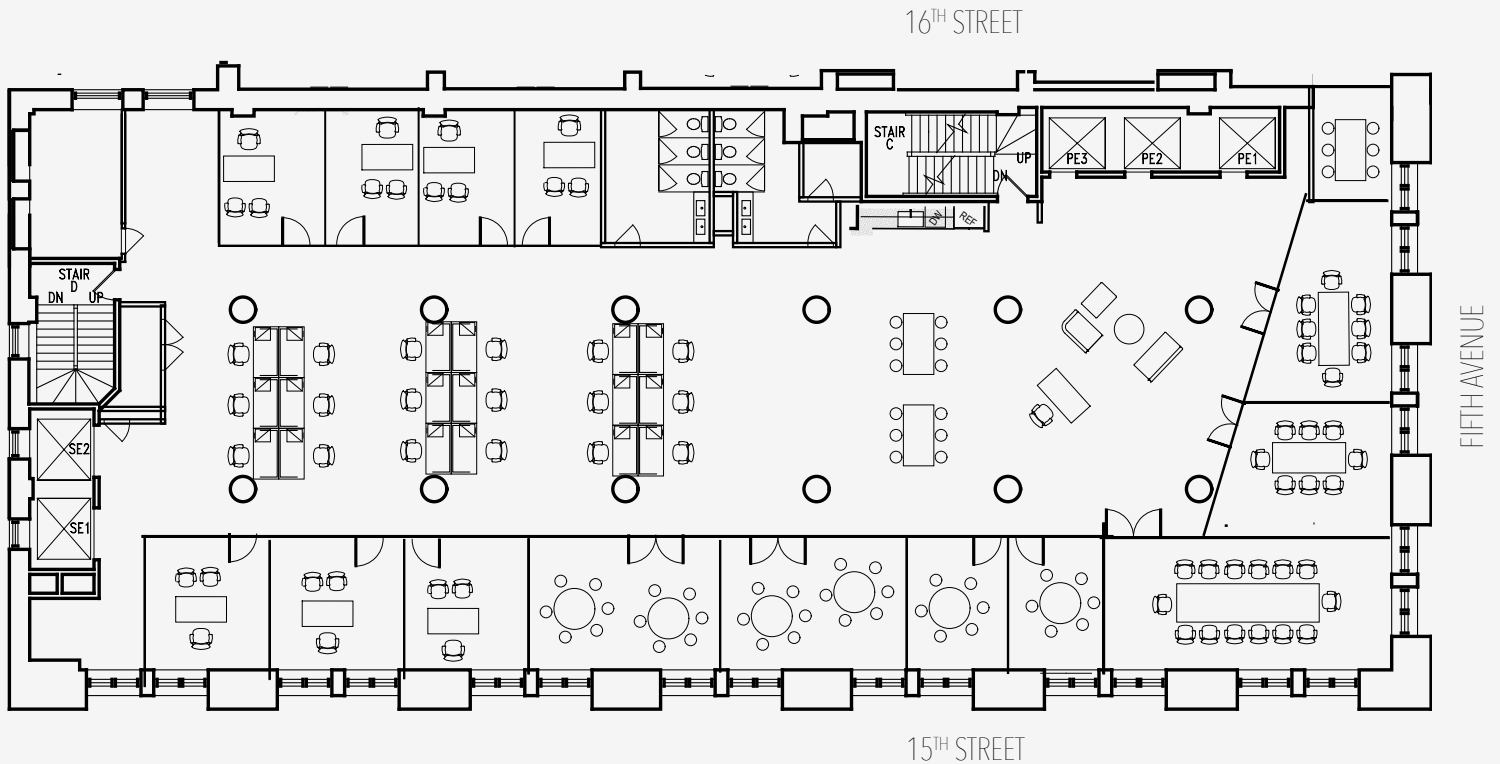 16TH STREET
STAIR
C
UP
DN
PE3
PE2
PE1
DW
REF
STAIR
D
DN
UP
FIFTH AVENUE
SE2
SE1
15TH STREET